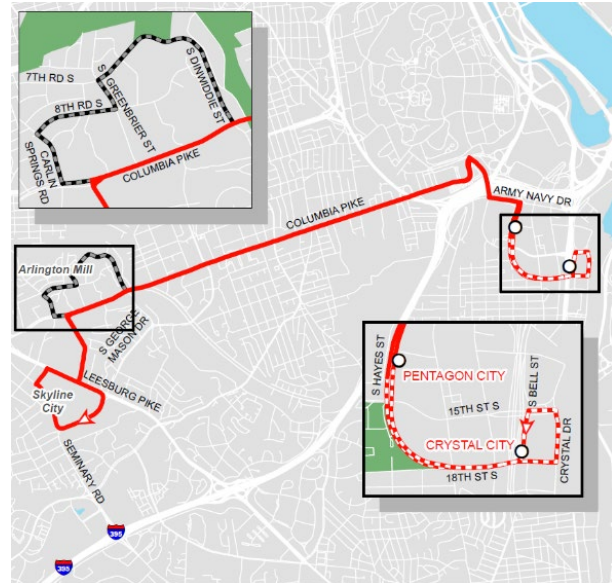 7TH RD S
8TH RD S
S GREENBRIER ST
S DINWIDDIE ST
CARLIN
SPRINGS RD
COLUMBIA PIKE
COLUMBIA PIKE
ARMY NAVY DR
Arlington Mill
S GEORGE
MASON DR
LEESBURG PIKE
Skyline
City
SEMINARY RD
395
395
S HAYES ST
PENTAGON CITY
S BELL ST
15TH ST S
CRYSTAL CITY
CRYSTAL DR
18TH ST S